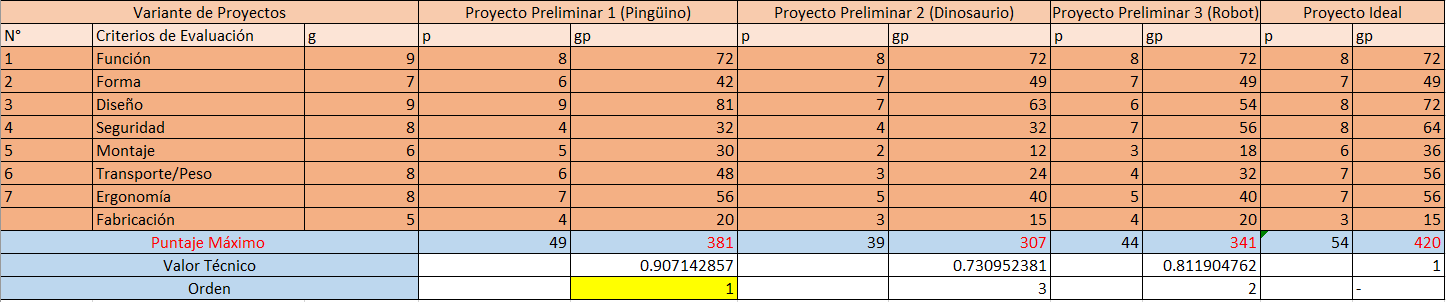 Variante de Proyectos Proyecto Preliminar 1 (Pingüino) Proyecto Preliminar 2 (Dinosaurio) Proyecto Preliminar 3 (Robot) Proyecto Ideal
N° Criterios de Evaluación g p gp p gp p gp p gp
1 Función 9 8 72 8 72 8 72 8 72
2 Forma 7 6 42 7 49 7 49 7 49
3 Diseño 9 9 81 7 63 6 54 8 72
4 Seguridad 8 4 32 4 32 7 56 8 64
5 Montaje 6 5 30 2 12 3 18 6 36
6 Transporte/Peso 8 6 48 3 24 4 32 7 56
7 Ergonomía 8 7 56 5 40 5 40 7 56
Fabricación 5 4 20 3 15 4 20 3 15
Puntaje Máximo 49 381 39 307 44 341 54 420
Valor Técnico 0.907142857 0.730952381 0.811904762 1
Orden 1 3 2 -